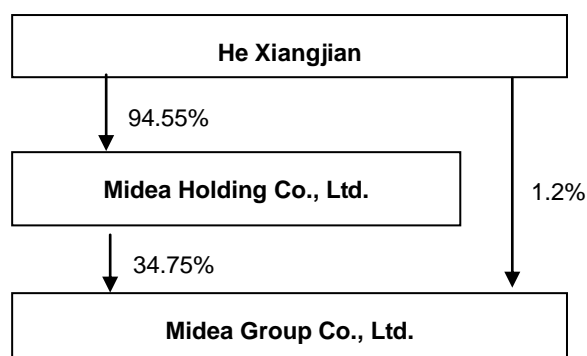 He Xiangjian
94.55%
Midea Holding Co., Ltd.
1.2%
34.75%
Midea Group Co., Ltd.